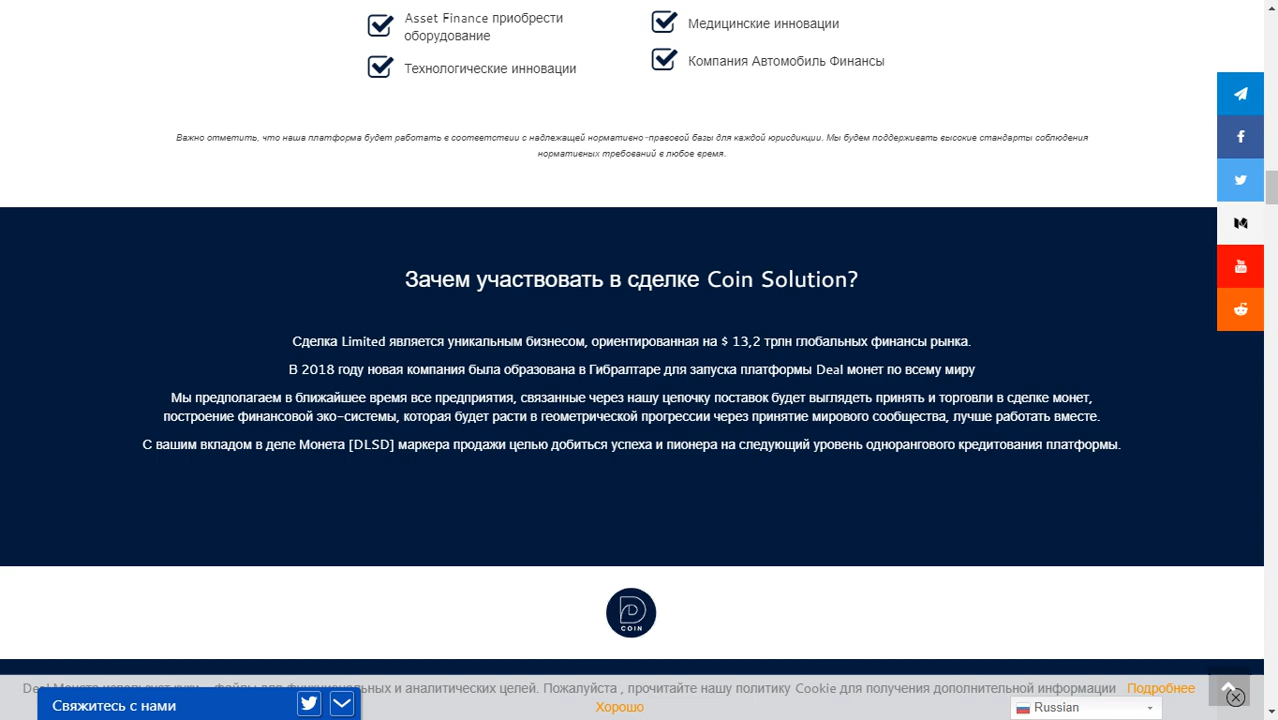 Asset Finance приобрести
оборудование
Технологические инновации
Медицинские инновации
Компания Автомобиль Финансы
Важно отметить, что наша платформа будет работать в соответствии с надлежащей нормативно-правовой базы для каждой юрисдикции. Мы будем поддерживать высокие стандарты соблюдения
нормативных требований в любое время.
Зачем участвовать в сделке Coin Solution?
Сделка Limited является уникальным бизнесом, ориентированная на $ 13,2 трлн глобальных финансы рынка.
В 2018 году новая компания была образована в Гибралтаре для запуска платформы Deal монет по всему миру
Мы предполагаем в ближайшее время все предприятия, связанные через нашу цепочку поставок будет выглядеть принять и торговли в сделке монет,
построение финансовой эко-системы, которая будет расти в геометрической прогрессии через принятие мирового сообщества, лучше работать вместе.
С вашим вкладом в деле Монета [DLSD] маркера продажи целью добиться успеха и пионера на следующий уровень однорангового кредитования платформы.
COIN
Deal Монета использует куки - файлы для функциональных и аналитических целей. Пожалуйста , прочитайте нашу политику Cookie для получения дополнительной информации Подробнее
Хорошо
Свяжитесь с нами
Russian